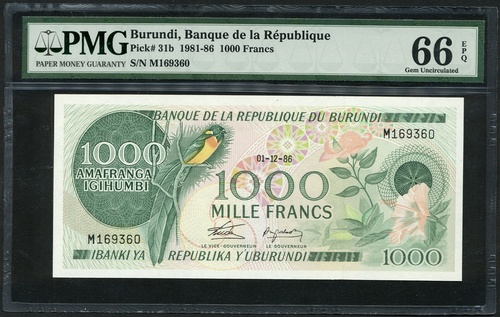 PMG
PAPER MONEY GUARANTY
Burundi, Banque de la République
Pick# 31b 1981-86 1000 Francs
S/N M169360
66 EPQ
Gem Uncirculated
BANQUE DE LA REPUBLIQUE DU BURUNDI
M169360
1000
AMAFRANGA
IGIHUMBI
01-12-86
1000
MILLE FRANCS
M169360
LE VICE-GOUVERNEUR LE GOUVERNEUR
IBANKI YA REPUBLIKA Y'UBURUNDI
1000